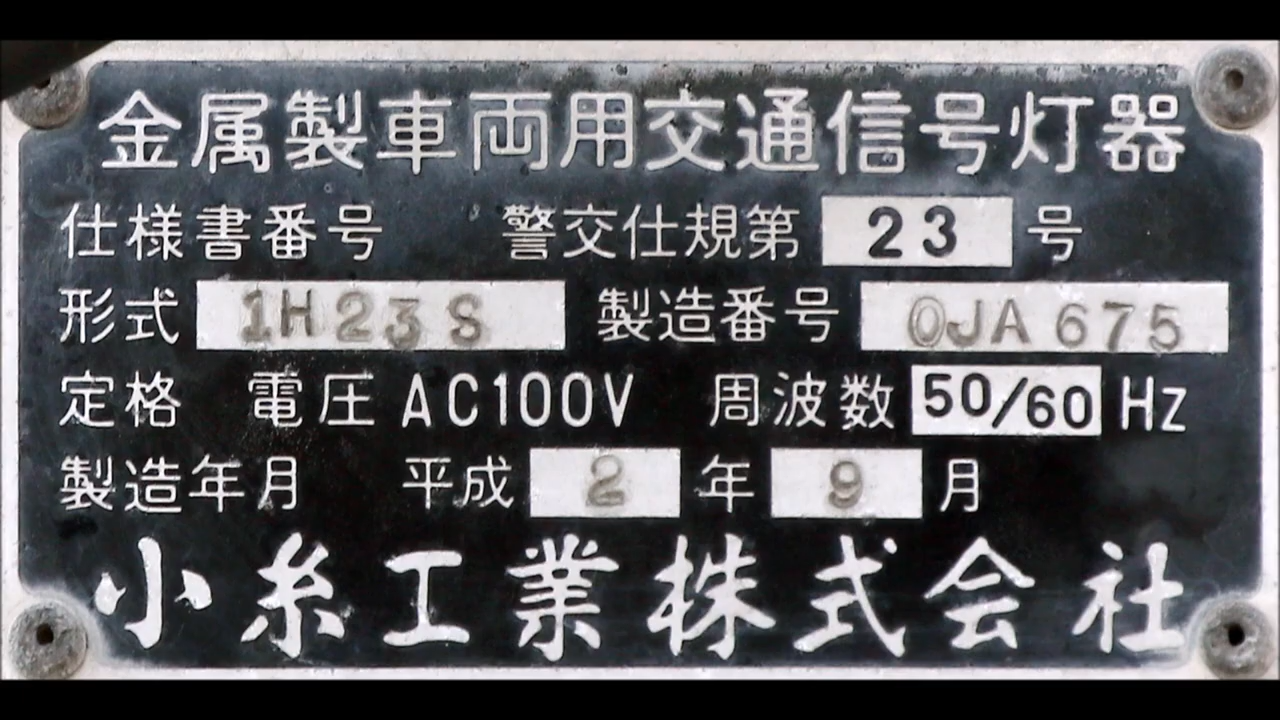 金属製車両用交通信号灯器
仕様書番号 警交仕規第 23 号
形式 1H23S 製造番号 0JA675
定格 電圧 AC100V 周波数 50/60 Hz
製造年月 平成 2 年 9 月
小糸工業株式会社